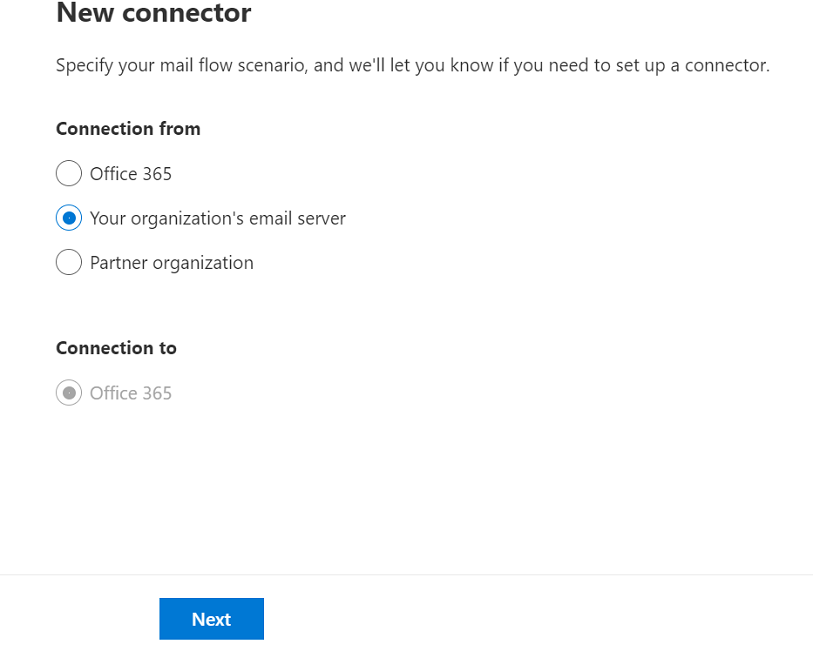 New connector
Specify your mail flow scenario, and we'll let you know if you need to set up a connector.
Connection from
Office 365
Your organization's email server
Partner organization
Connection to
Office 365
Next